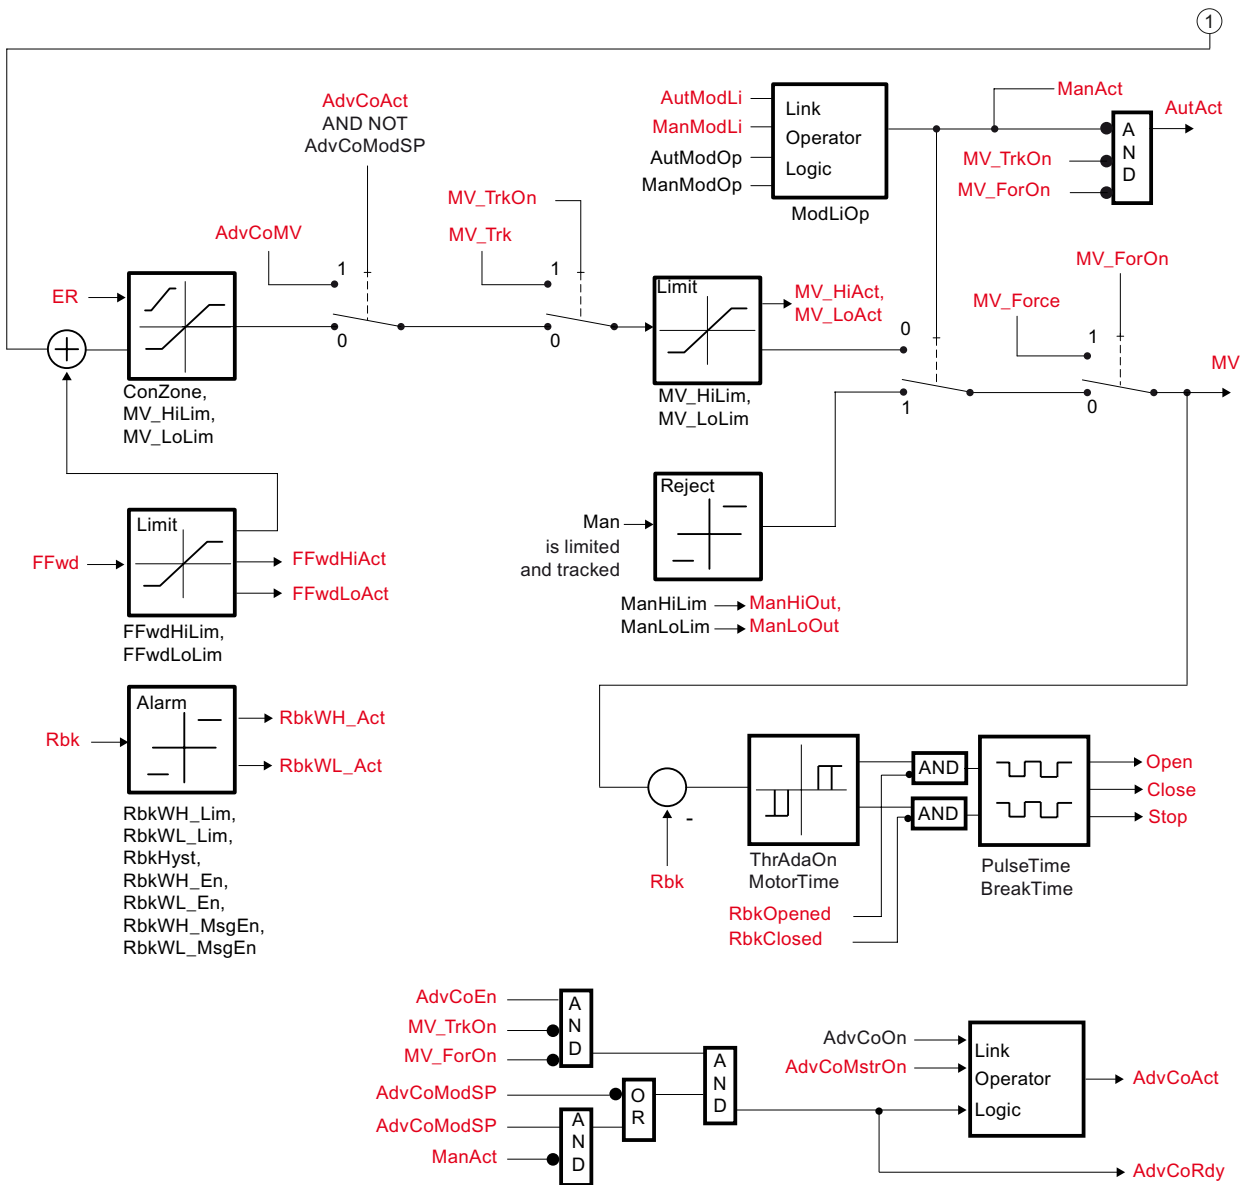 1
AdvCoAct
AND NOT
AdvCoModSP
AutModLi
ManModLi
AutModOp
ManModOp
Link
Operator
Logic
ModLiOp
ManAct
AutAct
MV_TrkOn
MV_ForOn
A
N
D
AdvCoMV
1
0
MV_TrkOn
MV_Trk
1
0
ER
ConZone,
MV_HiLim,
MV_LoLim
Limit
MV_HiAct,
MV_LoAct
MV_HiLim,
MV_LoLim
0
1
MV_ForOn
MV_Force
1
0
MV
FFwd
Limit
FFwdHiAct
FFwdLoAct
FFwdHiLim,
FFwdLoLim
Man
is limited
and tracked
Reject
ManHiLim
ManHiOut,
ManLoLim
ManLoOut
Rbk
Alarm
RbkWH_Act
RbkWL_Act
RbkWH_Lim,
RbkWL_Lim,
RbkHyst,
RbkWH_En,
RbkWL_En,
RbkWH_MsgEn,
RbkWL_MsgEn
-
Rbk
ThrAdaOn
MotorTime
AND
AND
RbkOpened
RbkClosed
PulseTime
BreakTime
Open
Close
Stop
AdvCoEn
MV_TrkOn
MV_ForOn
A
N
D
AdvCoModSP
AdvCoModSP
ManAct
A
N
D
O
R
A
N
D
AdvCoOn
AdvCoMstrOn
Link
Operator
Logic
AdvCoAct
AdvCoRdy